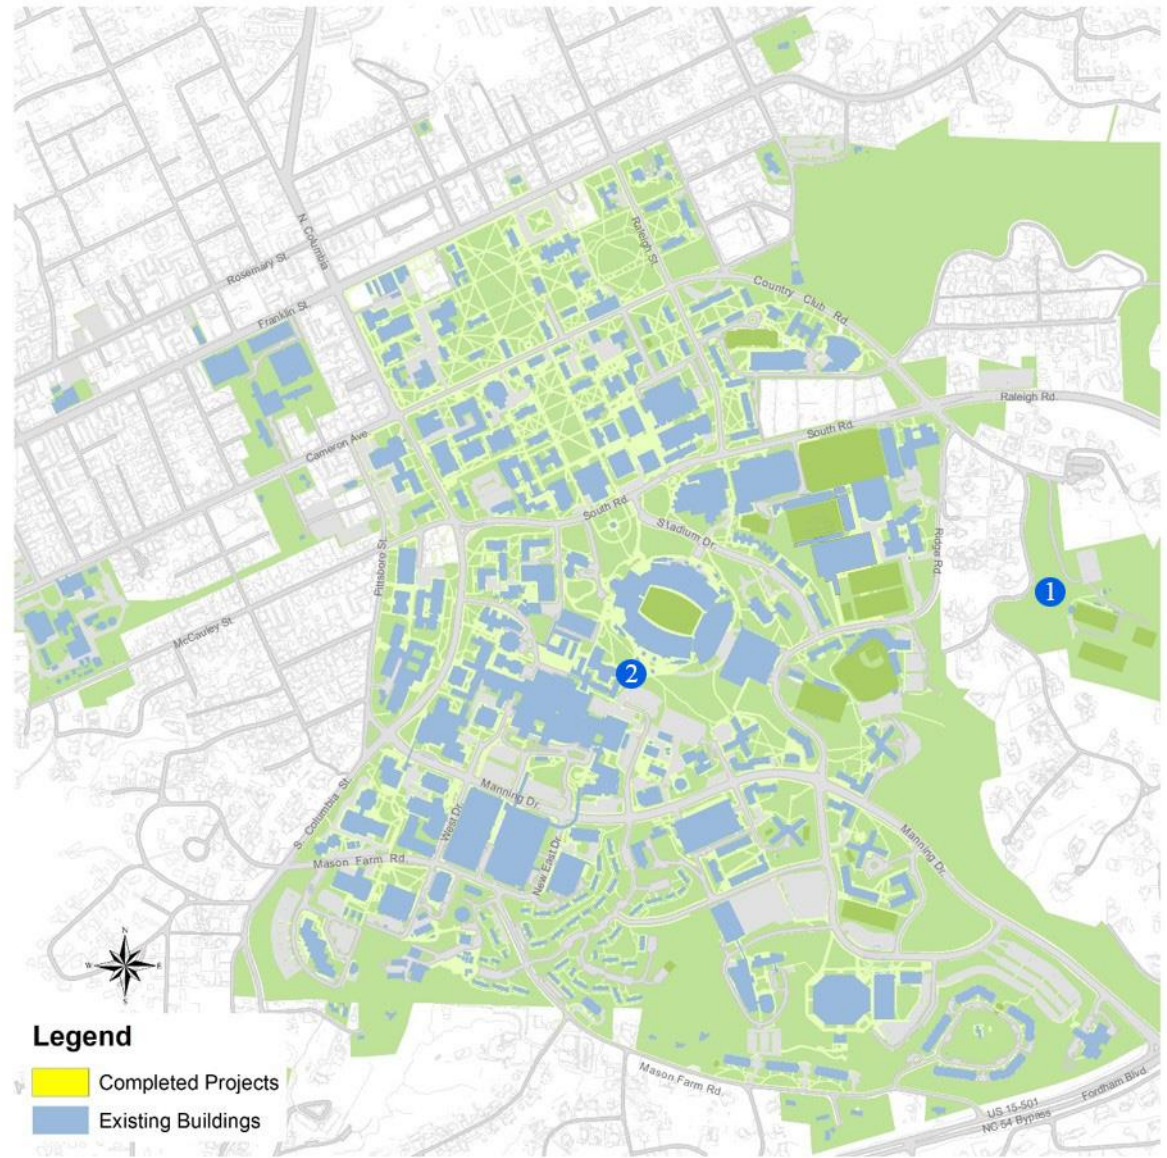 N. Columbia
Rosemary St.
Raleigh St.
Country Club Rd.
Franklin St.
Raleigh Rd.
South Rd.
Cameron Ave.
South Rd.
Stadium Dr.
Ridge Rd.
Pittsboro St.
1
McCauley St.
2
Manning Dr.
S. Columbia St.
West Dr.
Manning Dr.
Mason Farm Rd.
New East Dr.
N
W
E
S
Legend
Completed Projects
Existing Buildings
Mason Farm Rd.
US 15-501
NC 54 Bypass
Fordham Blvd.